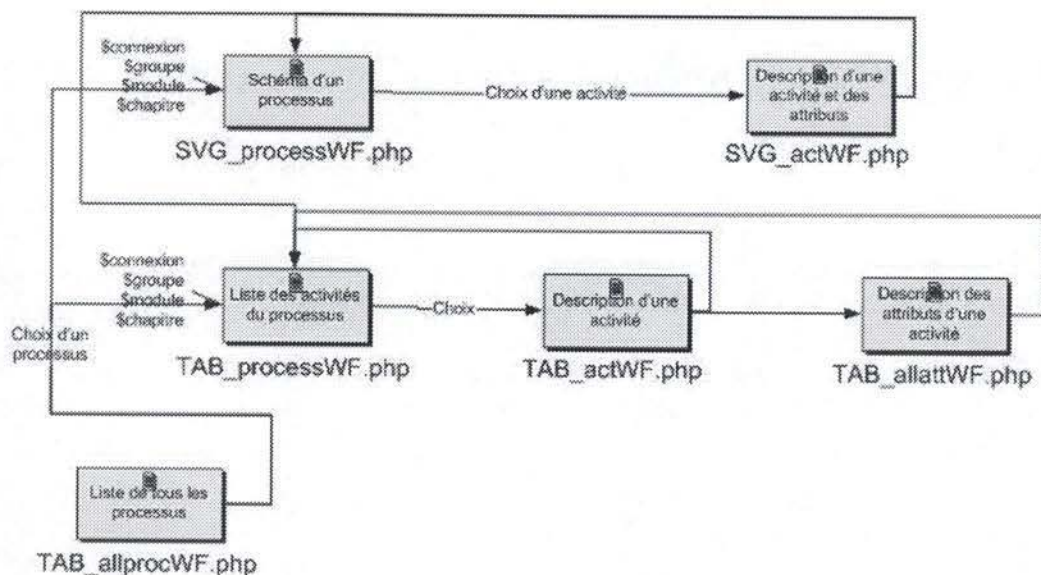 $connexion
$groupe
$module
$chapitre
Schéma d'un
processus
SVG_processWF.php
Choix d'une activité
Description d'une
activité et des
attributs
SVG_actWF.php
$connexion
$groupe
$module
$chapitre
Liste des activités
du processus
TAB_processWF.php
Choix
Description d'une
activité
TAB_actWF.php
Description des
attributs d'une
activité
TAB_allattWF.php
Choix d'un
processus
Liste de tous les
processus
TAB_allprocWF.php